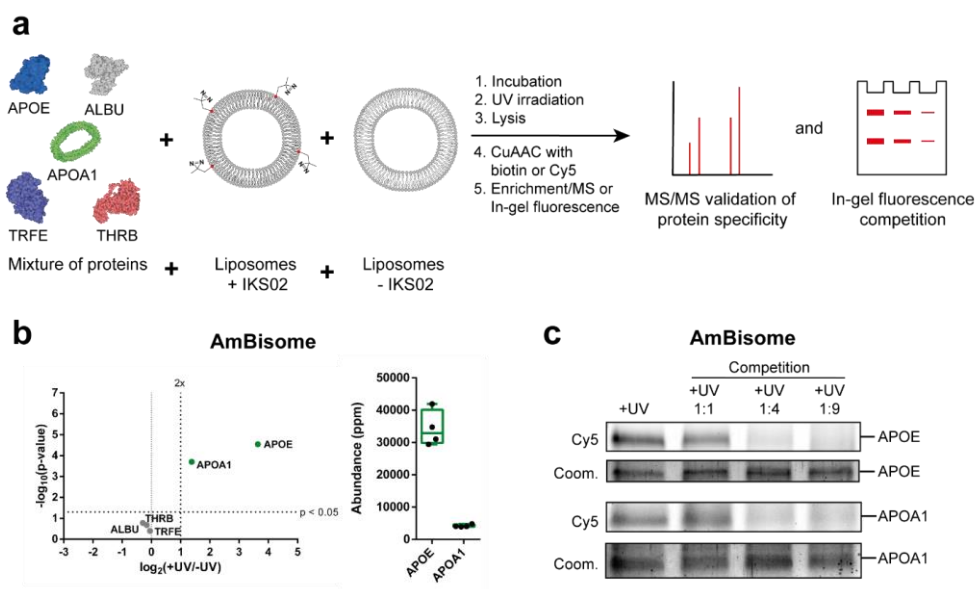 a
APOE
ALBU
APOA1
TRFE
THRB
Mixture of proteins
+
+
+
Liposomes
+ IKS02
+
Liposomes
- IKS02
N=N
N=N
N=N
N=N
1. Incubation
2. UV irradiation
3. Lysis
4. CuAAC with
biotin or Cy5
5. Enrichment/MS or
In-gel fluorescence
and
MS/MS validation of
protein specificity
In-gel fluorescence
competition
b
AmBisome
2x
-log10(p-value)
7
6
5
4
3
2
1
0
APOE
APOA1
THRB
ALBU
TRFE
p < 0.05
-3 -2 -1 0 1 2 3 4 5
log2(+UV/-UV)
Abundance (ppm)
50000
40000
30000
20000
10000
0
APOE
APOA1
c
AmBisome
Competition
+UV
+UV
1:1
+UV
1:4
+UV
1:9
Cy5
APOE
Coom.
APOE
Cy5
APOA1
Coom.
APOA1